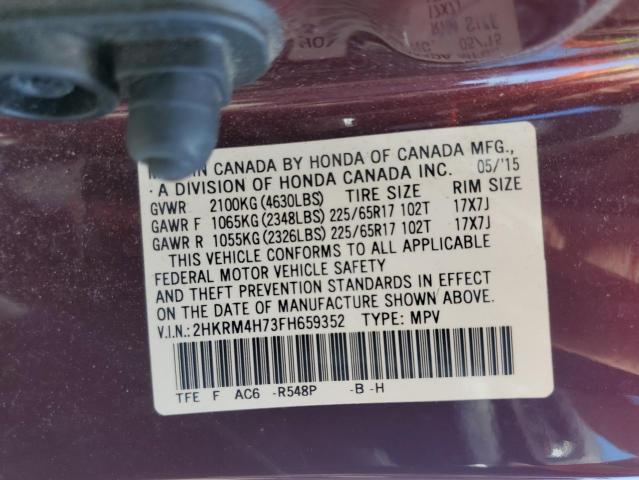 IN CANADA BY HONDA OF CANADA MFG.,
A DIVISION OF HONDA CANADA INC. 05/'15
GVWR 2100KG (4630LBS) TIRE SIZE RIM SIZE
GAWR F 1065KG (2348LBS) 225/65R17 102T 17X7J
GAWR R 1055KG (2326LBS) 225/65R17 102T 17X7J
THIS VEHICLE CONFORMS TO ALL APPLICABLE
FEDERAL MOTOR VEHICLE SAFETY
AND THEFT PREVENTION STANDARDS IN EFFECT
ON THE DATE OF MANUFACTURE SHOWN ABOVE.
V.I.N.: 2HKRM4H73FH659352 TYPE: MPV
TFE F AC6 -R548P -B -H